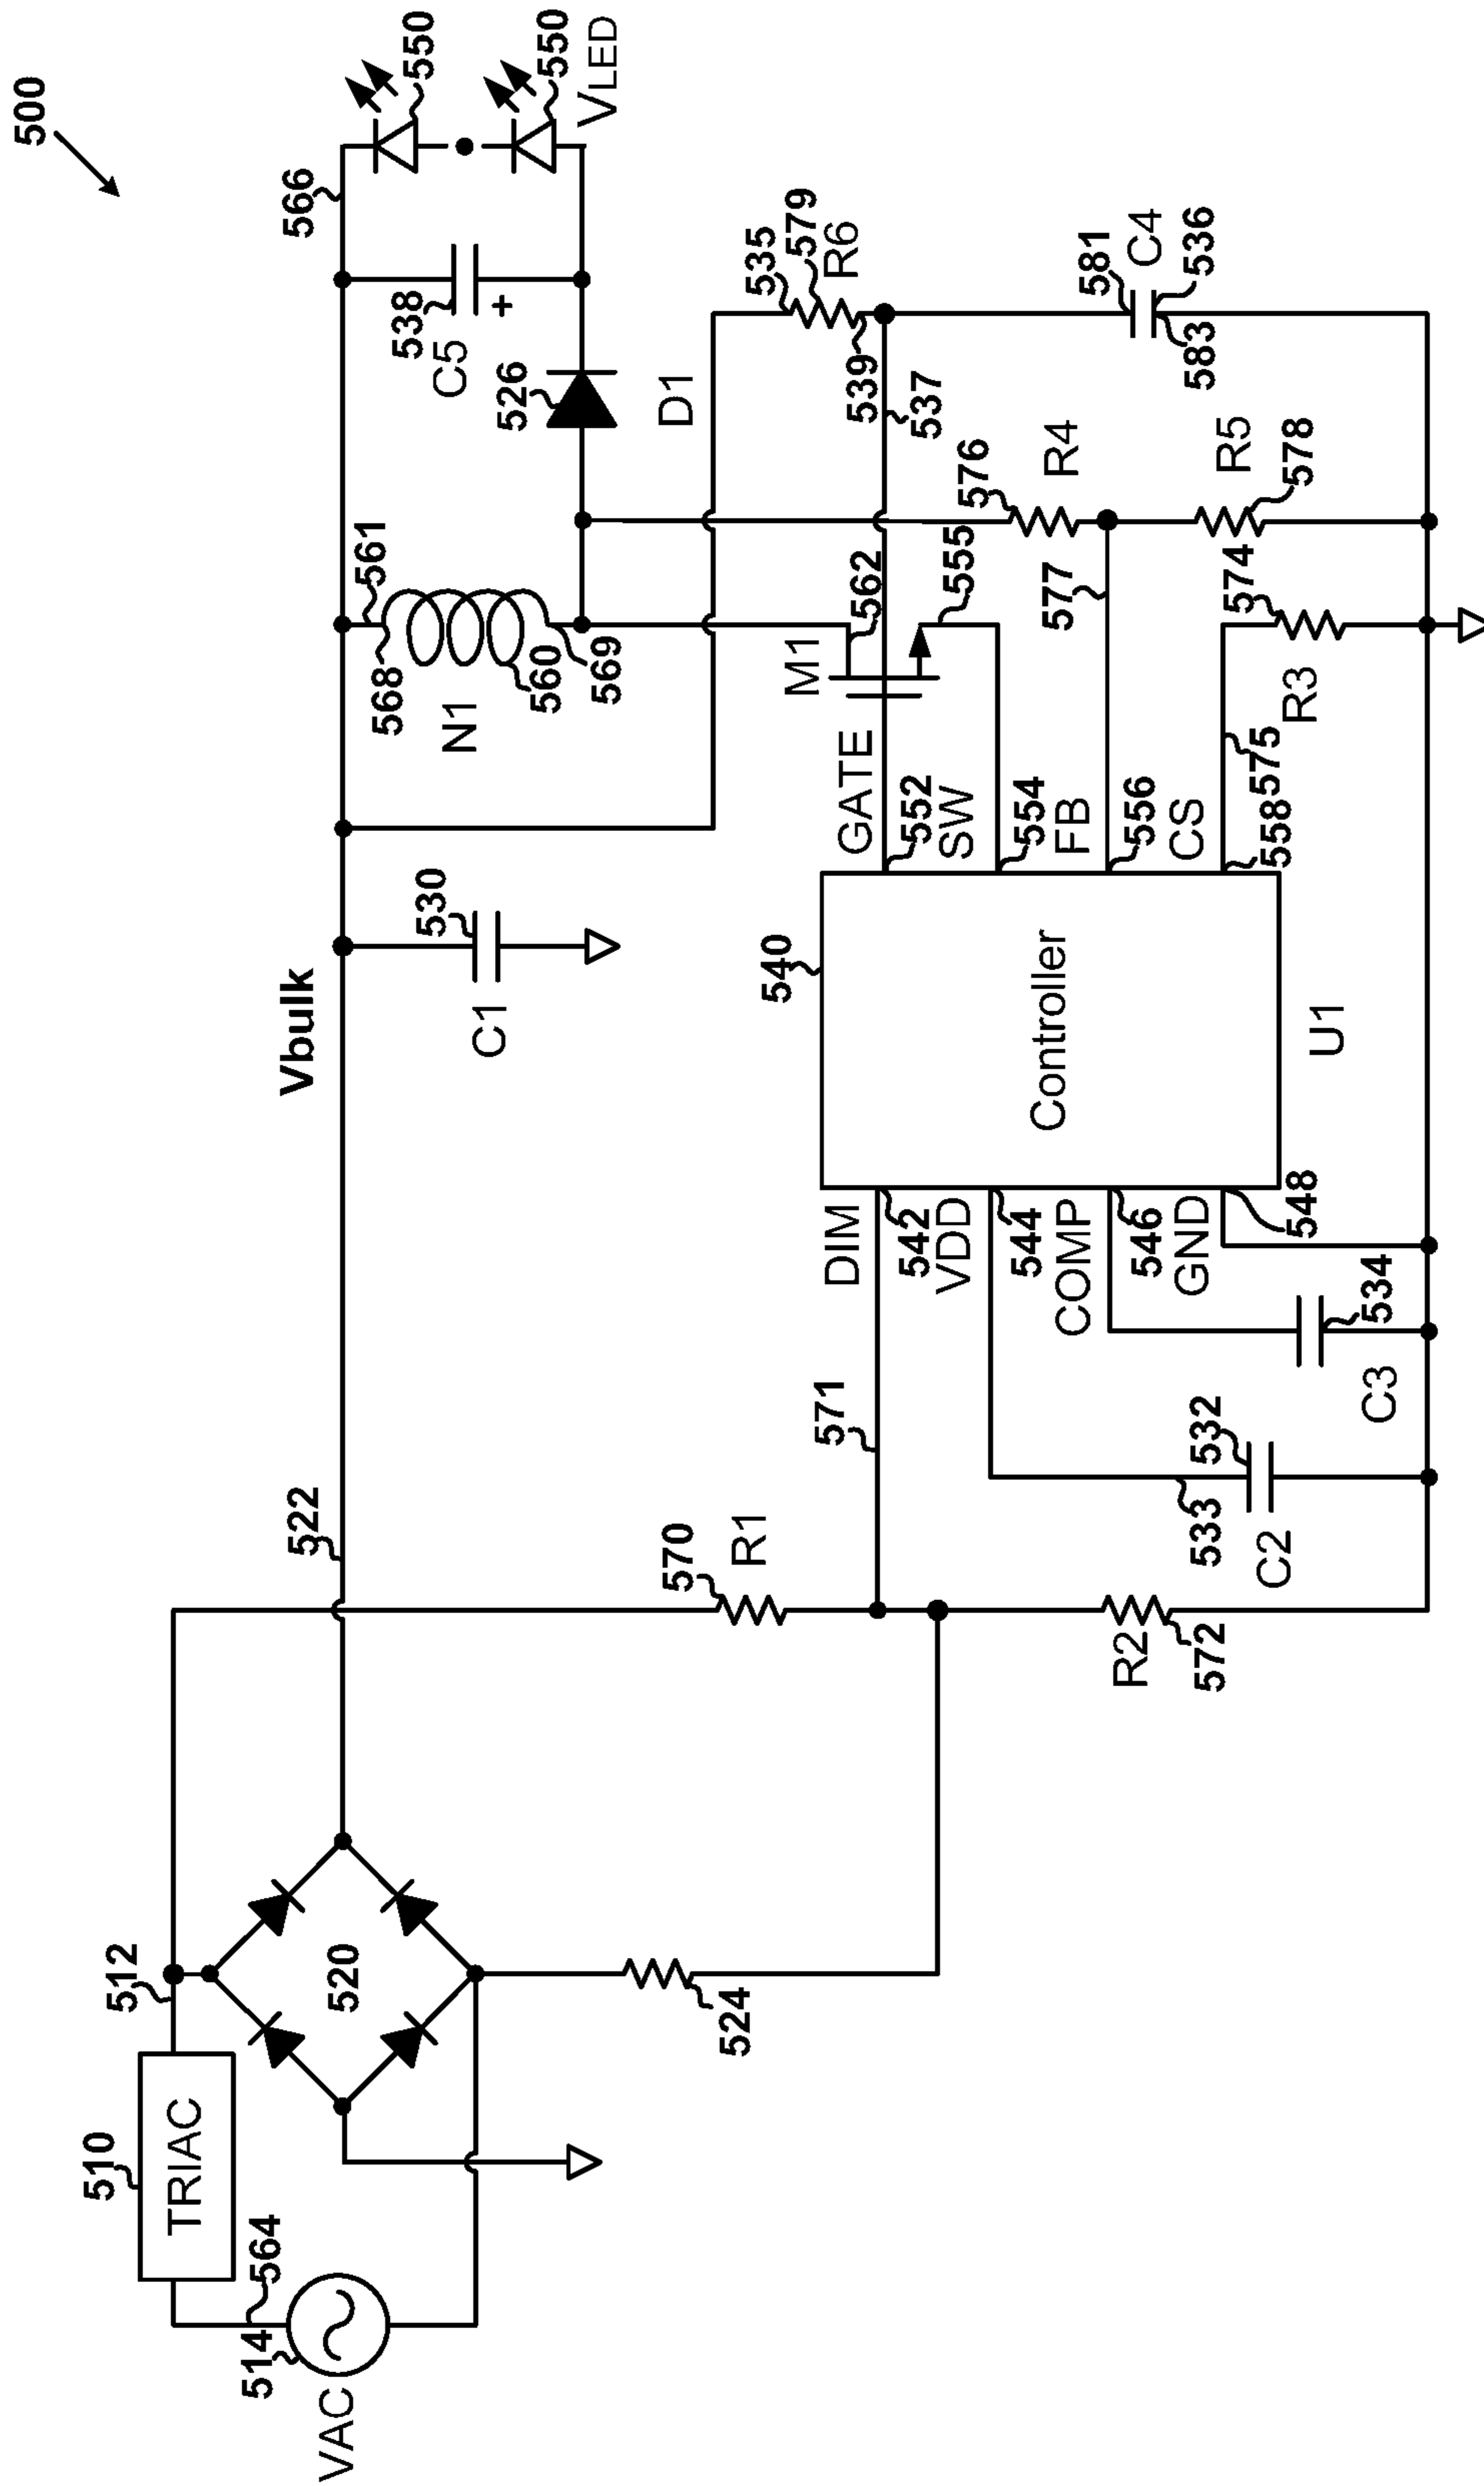 500
VAC
514
564
510
TRIAC
512
520
524
522
Vbulk
530
C1
570
R1
571
R2
572
533
532
C2
534
C3
DIM
542
VDD
544
COMP
546
GND
548
540
Controller
U1
GATE
552
SW
554
FB
556
CS
558
575
R3
574
577
576
R4
R5
578
M1
562
555
561
568
N1
560
569
526
D1
538
C5
+
566
550
550
VLED
535
579
R6
539
537
581
C4
536
583